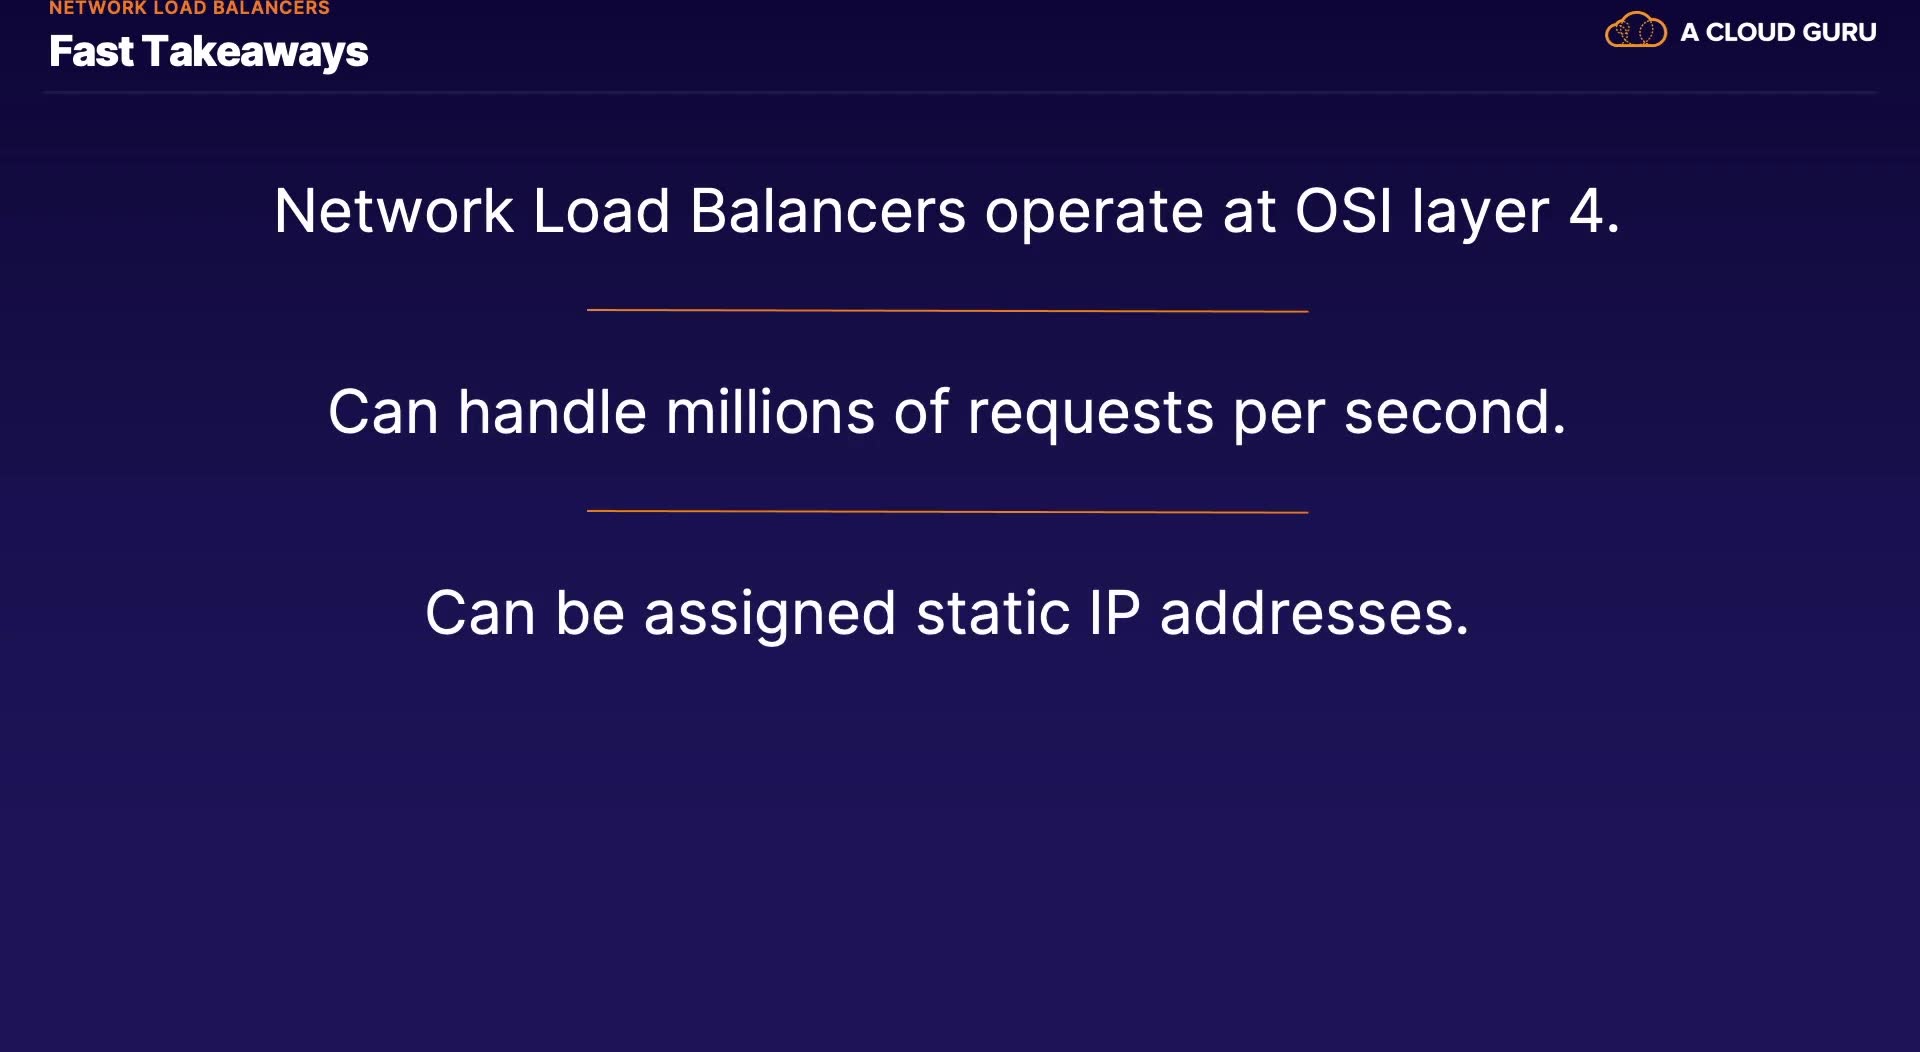 NETWORK LOAD BALANCERS
Fast Takeaways
A CLOUD GURU
Network Load Balancers operate at OSI layer 4.
Can handle millions of requests per second.
Can be assigned static IP addresses.